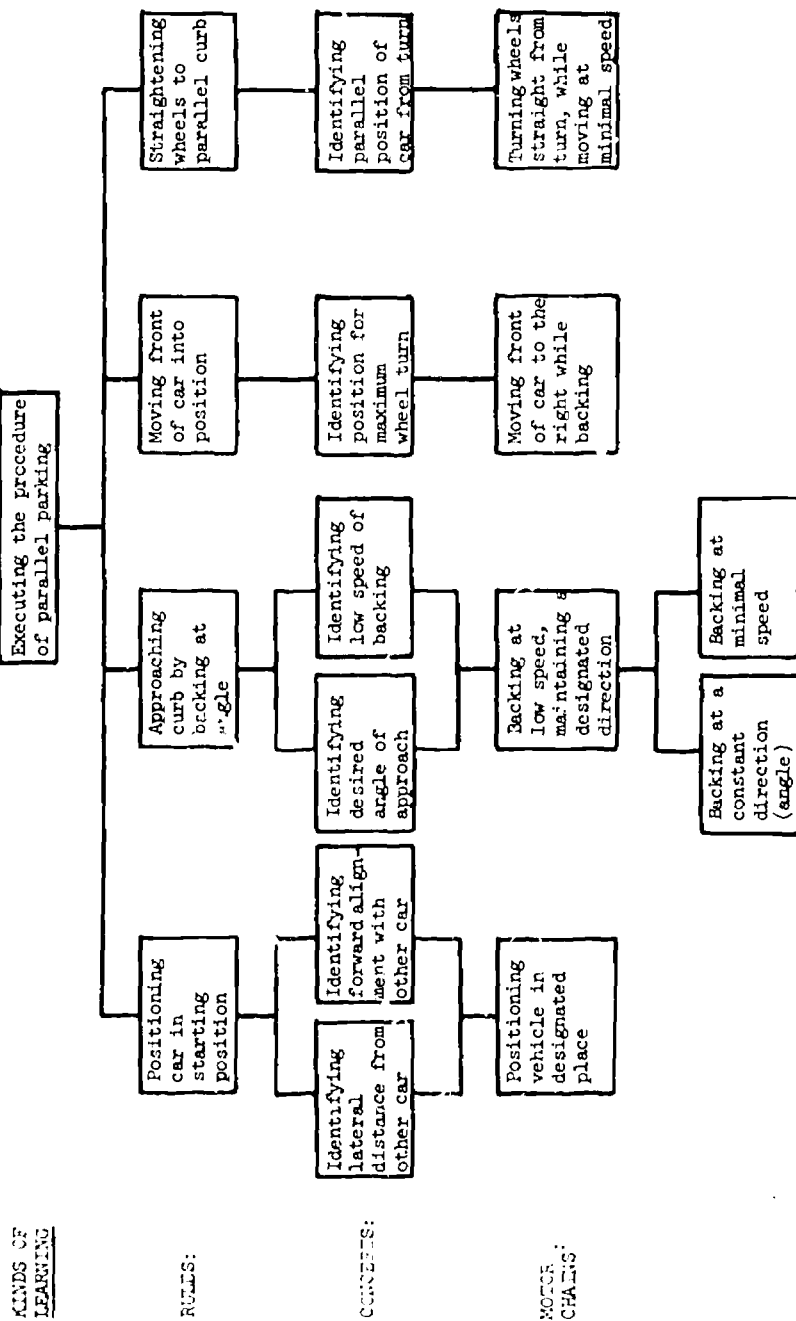 KINDS OF
LEARNING
Executing the procedure
of parallel parking
RULES:
Positioning
car in
starting
position
Approaching
curb by
backing at
angle
Moving front
of car into
position
Straightening
wheels to
parallel curb
CONCEPTS:
Identifying
lateral
distance from
other car
Identifying
forward align-
ment with
other car
Identifying
desired
angle of
approach
Identifying
low speed of
backing
Identifying
position for
maximum
wheel turn
Identifying
parallel
position of
car from turn
MOTOR
CHAINS:
Positioning
vehicle in
designated
place
Backing at
low speed,
maintaining a
designated
direction
Moving front
of car to the
right while
backing
Turning wheels
straight from
turn, while
moving at
minimal speed
Backing at a
constant
direction
(angle)
Backing at
minimal
speed